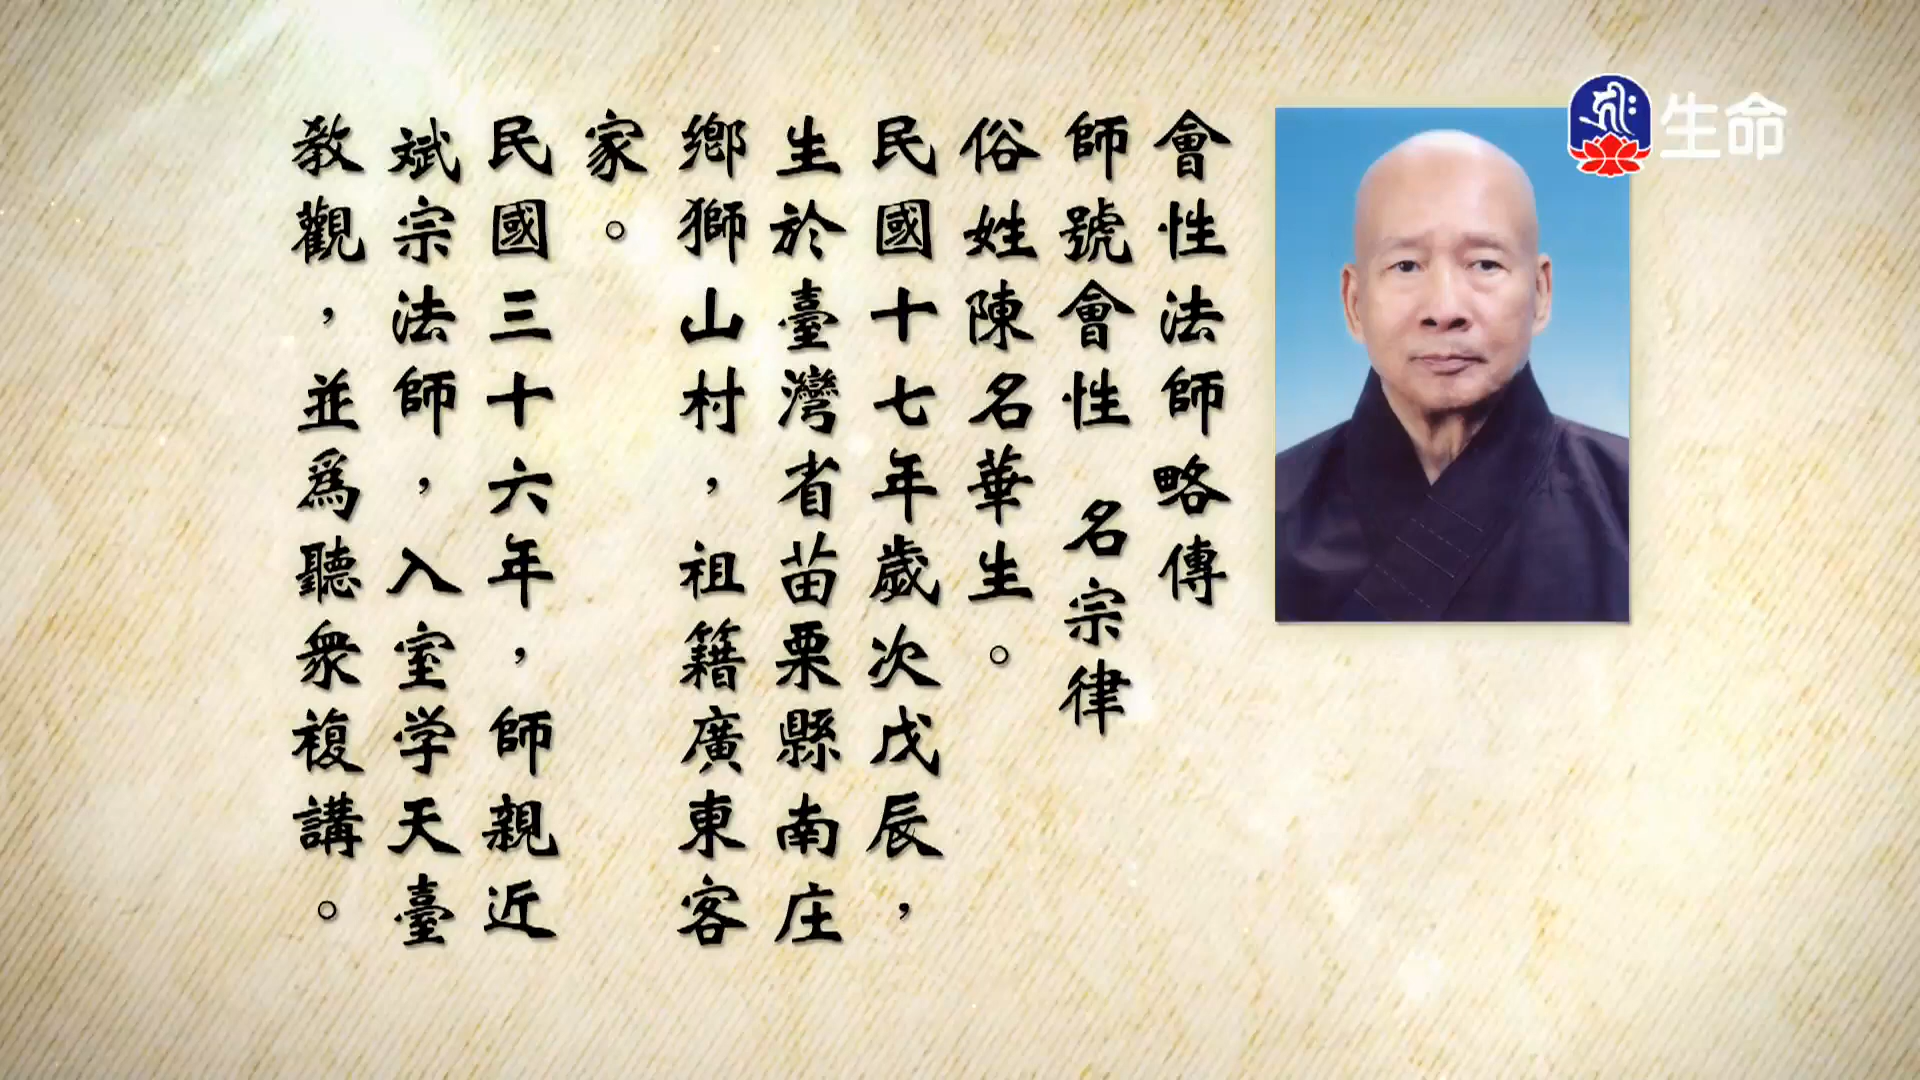 會性法師略傳
師號會性 名宗律
俗姓陳名華生。
民國十七年歲次戊辰，
生於臺灣省苗栗縣南庄
鄉獅山村，祖籍廣東客
家。
民國三十六年，師親近
斌宗法師，入室学天臺
教觀，並為聽衆複講。
生命